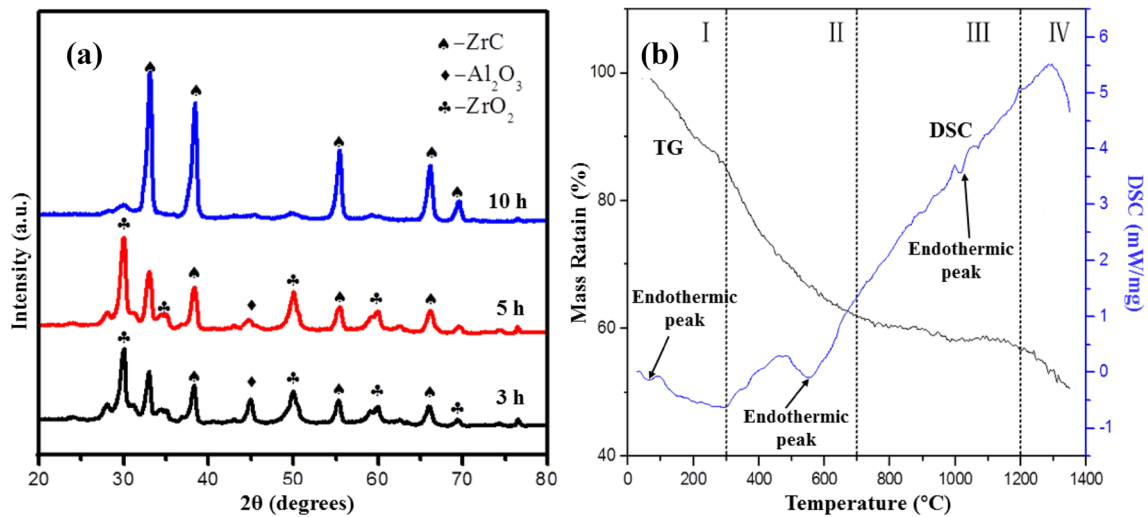 (a)
♠–ZrC
♦–Al2O3
♣–ZrO2
10 h
5 h
3 h
Intensity (a.u.)
20 30 40 50 60 70 80
2θ (degrees)
(b)
I II III IV
TG
DSC
Endothermic
peak
Endothermic
peak
Endothermic
peak
100
80
60
40
Mass Ratain (%)
6
5
4
3
2
1
0
-1
DSC (mW/mg)
0 200 400 600 800 1000 1200 1400
Temperature (°C)